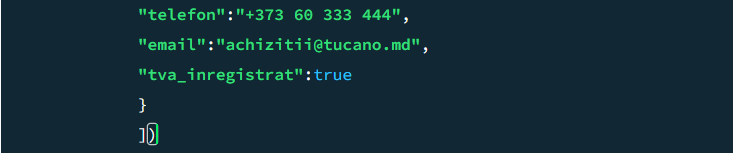 "telefon":"+373 60 333 444",
"email":"achizitii@tucano.md",
"tva_inregistrat":true
}
])